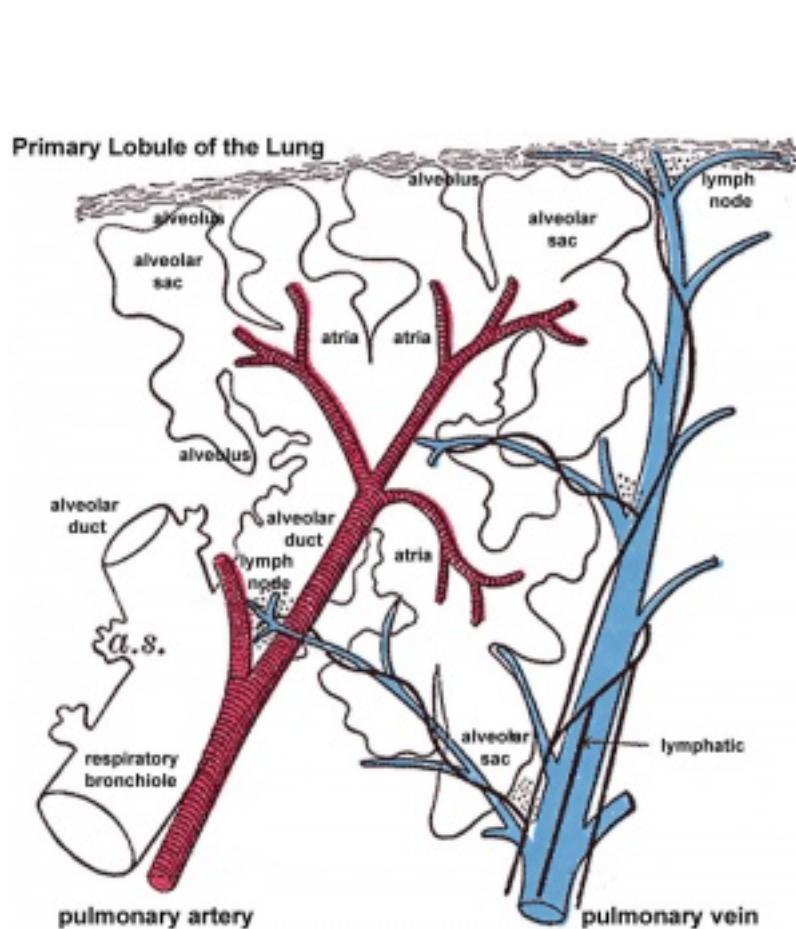 Primary Lobule of the Lung
alveolus
lymph
node
alveolus
alveolar
sac
alveolar
sac
atria
atria
alveolus
alveolar
duct
alveolar
duct
lymph
node
atria
a.s.
respiratory
bronchiole
alveolar
sac
lymphatic
pulmonary artery
pulmonary vein